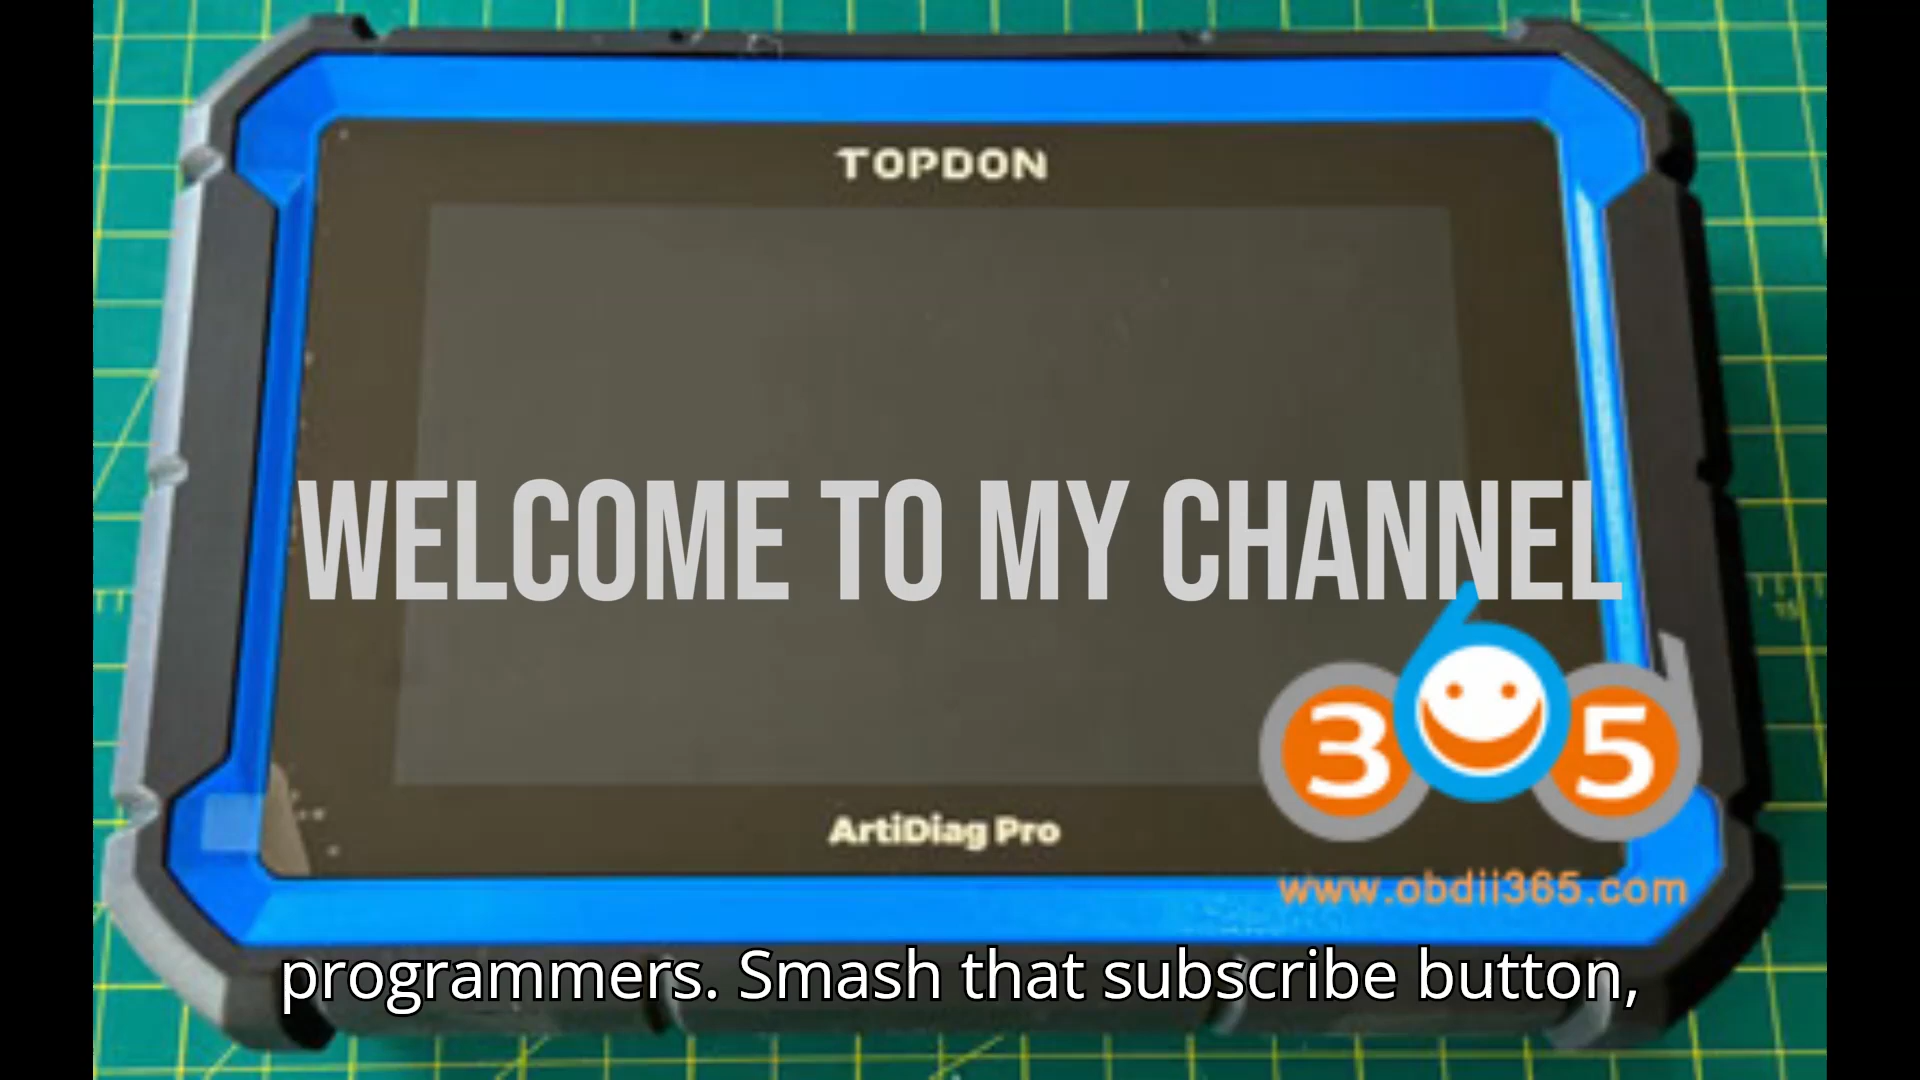 TOPDON
WELCOME TO MY CHANNEL
365
ArtiDiag Pro
www.obdii365.com
programmers. Smash that subscribe button,